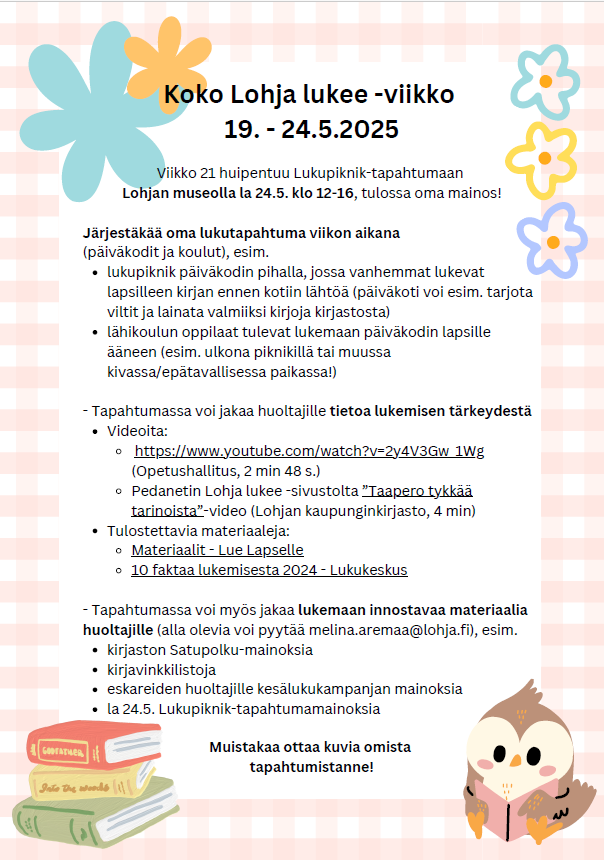 Koko Lohja lukee -viikko
19. - 24.5.2025
Viikko 21 huipentuu Lukupiknik-tapahtumaan
Lohjan museolla la 24.5. klo 12-16, tulossa oma mainos!
Järjestäkää oma lukutapahtuma viikon aikana
(päiväkodit ja koulut), esim.
• lukupiknik päiväkodin pihalla, jossa vanhemmat lukevat
lapsilleen kirjan ennen kotiin lähtöä (päiväkoti voi esim. tarjota
viltit ja lainata valmiiksi kirjoja kirjastosta)
• lähikoulun oppilaat tulevat lukemaan päiväkodin lapsille
ääneen (esim. ulkona piknikillä tai muussa
kivassa/epätavallisessa paikassa!)
- Tapahtumassa voi jakaa huoltajille tietoa lukemisen tärkeydestä
• Videoita:
◦ https://www.youtube.com/watch?v=2y4V3Gw_1Wg
(Opetushallitus, 2 min 48 s.)
◦ Pedanetin Lohja lukee -sivustolta ”Taapero tykkää
tarinoista”-video (Lohjan kaupunginkirjasto, 4 min)
• Tulostettavia materiaaleja:
◦ Materiaalit - Lue Lapselle
◦ 10 faktaa lukemisesta 2024 - Lukukeskus
- Tapahtumassa voi myös jakaa lukemaan innostavaa materiaalia
huoltajille (alla olevia voi pyytää melina.aremaa@lohja.fi), esim.
• kirjaston Satupolku-mainoksia
• kirjavinkkilistoja
• eskareiden huoltajille kesälukukampanjan mainoksia
• la 24.5. Lukupiknik-tapahtumamainoksia
Muistakaa ottaa kuvia omista
tapahtumistanne!
GODFATHER
Into the woods